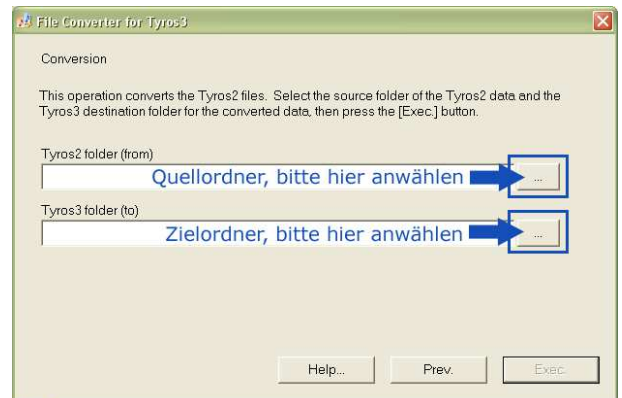 File Converter for Tyros3
Conversion
This operation converts the Tyros2 files. Select the source folder of the Tyros2 data and the
Tyros3 destination folder for the converted data, then press the [Exec.] button.
Tyros2 folder (from)
Quellordner, bitte hier anwählen
...
Tyros3 folder (to)
Zielordner, bitte hier anwählen
...
Help... Prev. Exec.